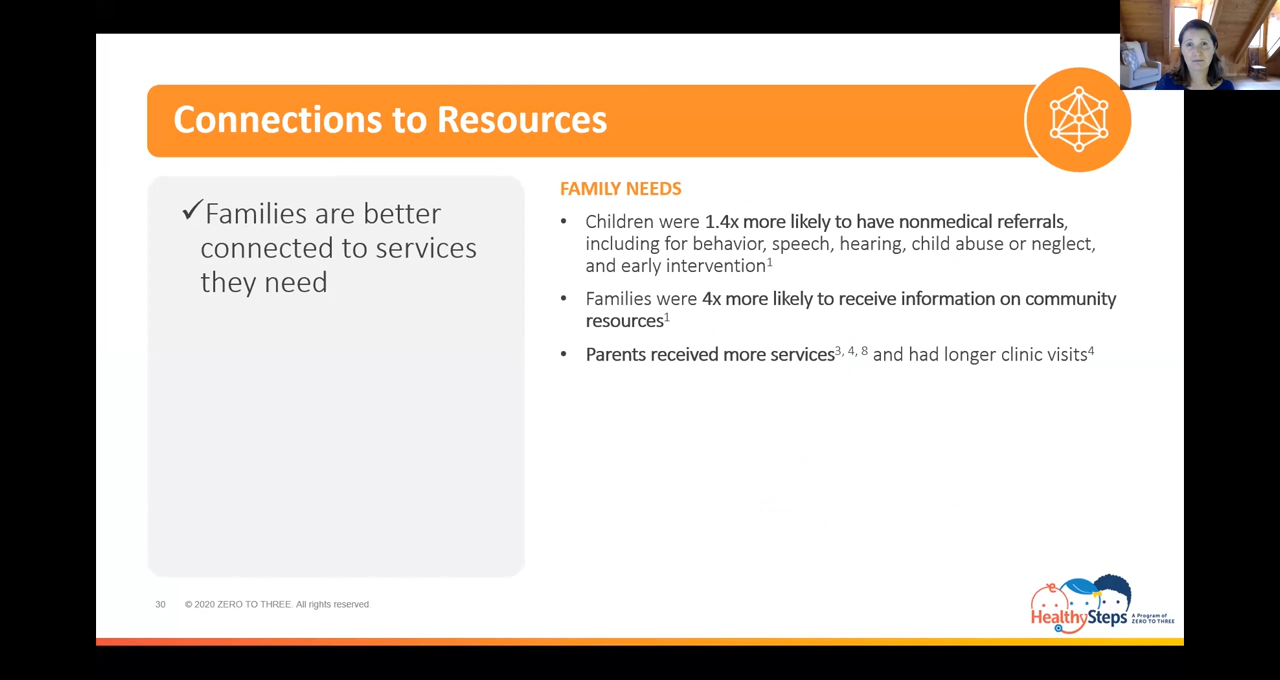 Connections to Resources
✓Families are better
connected to services
they need
FAMILY NEEDS
• Children were 1.4x more likely to have nonmedical referrals,
including for behavior, speech, hearing, child abuse or neglect,
and early intervention1
• Families were 4x more likely to receive information on community
resources1
• Parents received more services3, 4, 8 and had longer clinic visits4
30 © 2020 ZERO TO THREE. All rights reserved.
HealthySteps
A Program of
ZERO TO THREE